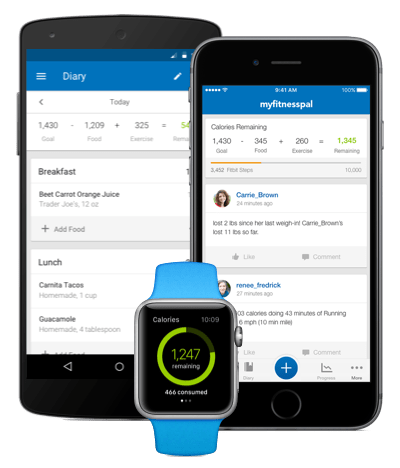 Diary
Today
1,430 - 1,209 + 325 =
Goal Food Exercise
Breakfast
Beet Carrot Orange Juice
Trader Joe's, 12 oz
+ Add Food
Lunch
Camita Tacos
Homemade, 1 cup
Guacamole
Homemade, 4 tablespoon
9:41 AM 100%
myfitnesspal
Calories Remaining
1,430 - 345 + 260 = 1,345
Goal Food Exercise Remaining
3,452 Fitbit Steps 10,000
Carrie_Brown
24 minutes ago
lost 2 lbs since her last weigh-in! Carrie_Brown's
lost 11 lbs so far.
Like Comment
renee_fredrick
27 minutes ago
calories doing 43 minutes of Running
6 mph (10 min mile)
Like Comment
Diary Progress More
Calories 10:09
1,247
remaining
466 consumed